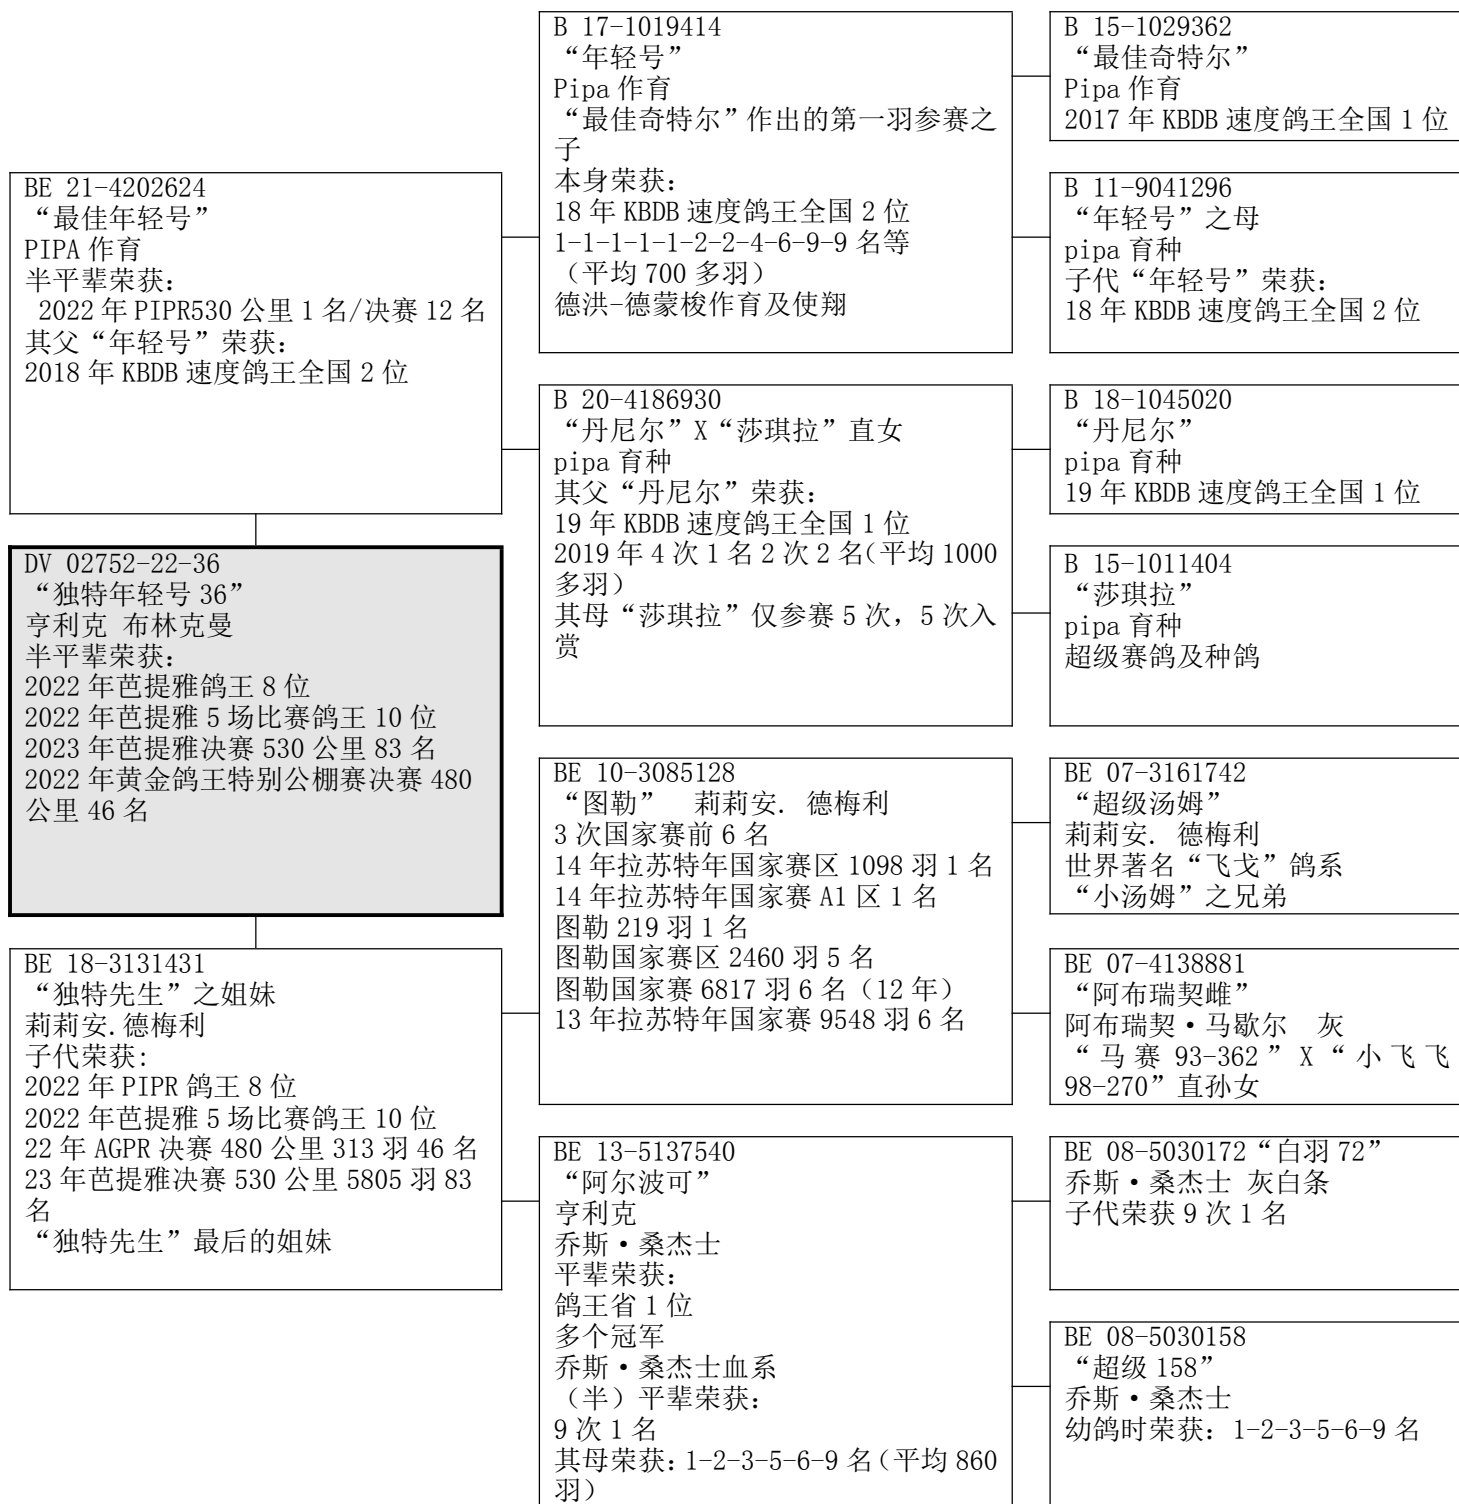 BE 21-4202624
“最佳年轻号”
PIPA 作育
半平辈荣获：
2022 年 PIPR530 公里 1 名/决赛 12 名
其父“年轻号”荣获：
2018 年 KBDB 速度鸽王全国 2 位
DV 02752-22-36
“独特年轻号 36”
亨利克 布林克曼
半平辈荣获：
2022 年芭提雅鸽王 8 位
2022 年芭提雅 5 场比赛鸽王 10 位
2023 年芭提雅决赛 530 公里 83 名
2022 年黄金鸽王特别公棚赛决赛 480
公里 46 名
BE 18-3131431
“独特先生”之姐妹
莉莉安.德梅利
子代荣获：
2022 年 PIPR 鸽王 8 位
2022 年芭提雅 5 场比赛鸽王 10 位
22 年 AGPR 决赛 480 公里 313 羽 46 名
23 年芭提雅决赛 530 公里 5805 羽 83
名
“独特先生”最后的姐妹
B 17-1019414
“年轻号”
Pipa 作育
“最佳奇特尔”作出的第一羽参赛之
子
本身荣获：
18 年 KBDB 速度鸽王全国 2 位
1-1-1-1-1-2-2-4-6-9-9 名等
（平均 700 多羽）
德洪-德蒙梭作育及使翔
B 20-4186930
“丹尼尔”X“莎琪拉”直女
pipa 育种
其父“丹尼尔”荣获：
19 年 KBDB 速度鸽王全国 1 位
2019 年 4 次 1 名 2 次 2 名（平均 1000
多羽）
其母“莎琪拉”仅参赛 5 次，5 次入
赏
BE 10-3085128
“图勒” 莉莉安. 德梅利
3 次国家赛前 6 名
14 年拉苏特年国家赛区 1098 羽 1 名
14 年拉苏特年国家赛 A1 区 1 名
图勒 219 羽 1 名
图勒国家赛区 2460 羽 5 名
图勒国家赛 6817 羽 6 名（12 年）
13 年拉苏特年国家赛 9548 羽 6 名
BE 13-5137540
“阿尔波可”
亨利克
乔斯·桑杰士
平辈荣获：
鸽王省 1 位
多个冠军
乔斯·桑杰士血系
（半）平辈荣获：
9 次 1 名
其母荣获：1-2-3-5-6-9 名（平均 860
羽）
B 15-1029362
“最佳奇特尔”
Pipa 作育
2017 年 KBDB 速度鸽王全国 1 位
B 11-9041296
“年轻号”之母
pipa 育种
子代“年轻号”荣获：
18 年 KBDB 速度鸽王全国 2 位
B 18-1045020
“丹尼尔”
pipa 育种
19 年 KBDB 速度鸽王全国 1 位
B 15-1011404
“莎琪拉”
pipa 育种
超级赛鸽及种鸽
BE 07-3161742
“超级汤姆”
莉莉安. 德梅利
世界著名“飞戈”鸽系
“小汤姆”之兄弟
BE 07-4138881
“阿布瑞契雌”
阿布瑞契·马歇尔 灰
“马赛 93-362” X “小飞飞
98-270”直孙女
BE 08-5030172“白羽 72”
乔斯·桑杰士 灰白条
子代荣获 9 次 1 名
BE 08-5030158
“超级 158”
乔斯·桑杰士
幼鸽时荣获：1-2-3-5-6-9 名